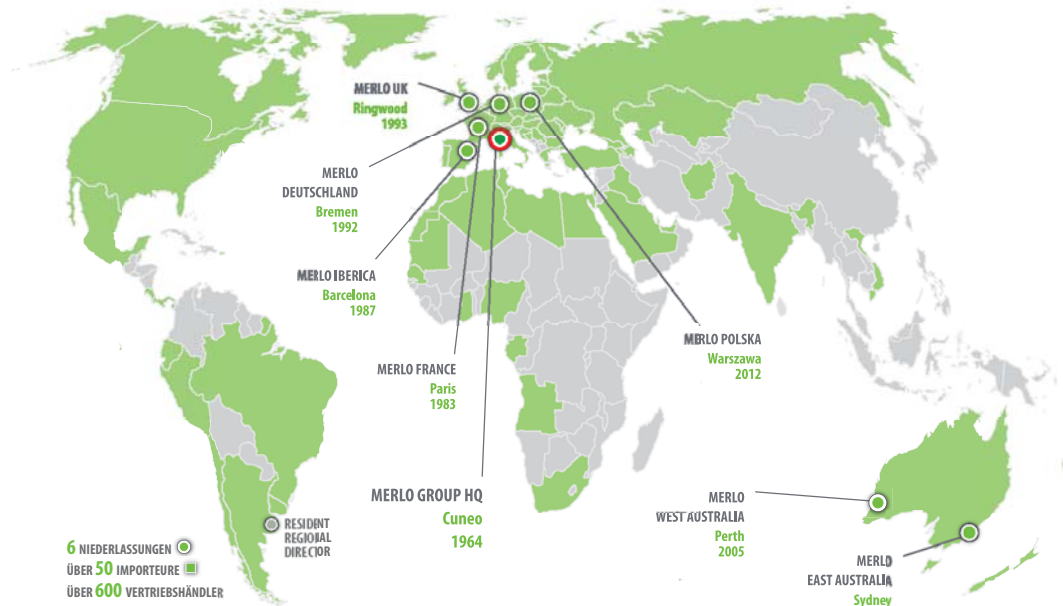 MERLO UK
Ringwood
1993
MERLO
DEUTSCHLAND
Bremen
1992
MERLO IBERICA
Barcelona
1987
MERLO FRANCE
Paris
1983
MERLO GROUP HQ
Cuneo
1964
MERLO POLSKA
Warszawa
2012
MERLO
WEST AUSTRALIA
Perth
2005
MERLO
EAST AUSTRALIA
Sydney
RESIDENT
REGIONAL
DIRECTOR
6 NIEDERLASSUNGEN
ÜBER 50 IMPORTEURE
ÜBER 600 VERTRIEBSHÄNDLER